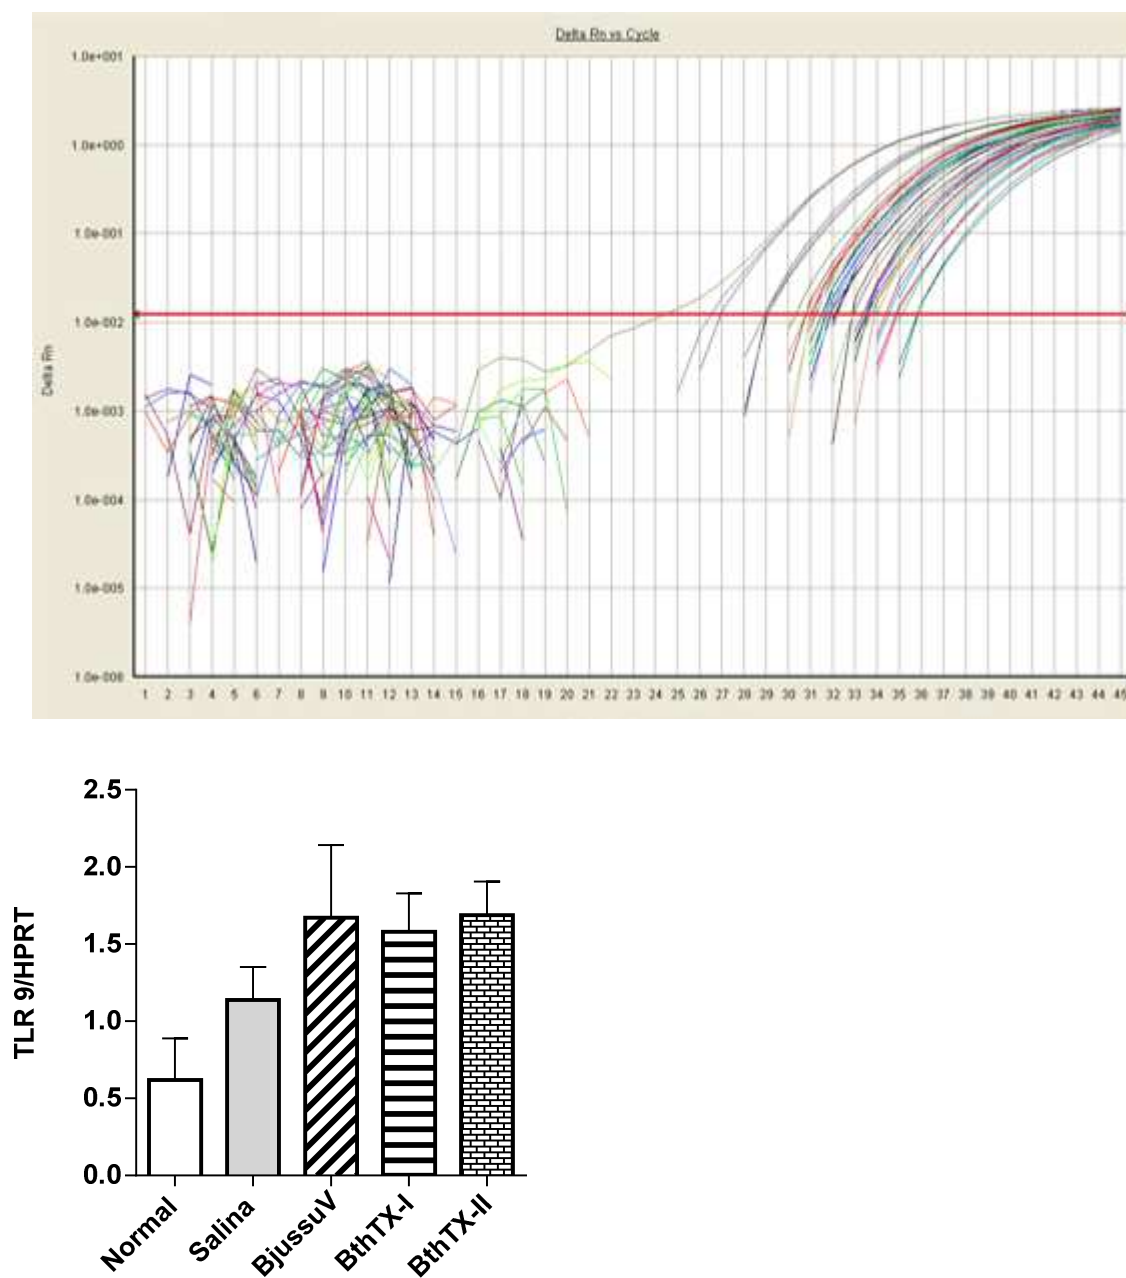 Delta Rn vs Cycle
1.0e+001
1.0e+000
1.0e-001
1.0e-002
1.0e-003
1.0e-004
1.0e-005
1.0e-006
Delta Rn
1 2 3 4 5 6 7 8 9 10 11 12 13 14 15 16 17 18 19 20 21 22 23 24 25 26 27 28 29 30 31 32 33 34 35 36 37 38 39 40 41 42 43 44 45
2.5
2.0
1.5
1.0
0.5
0.0
TLR 9/HPRT
Normal
Salina
BjussuV
BthTX-I
BthTX-II